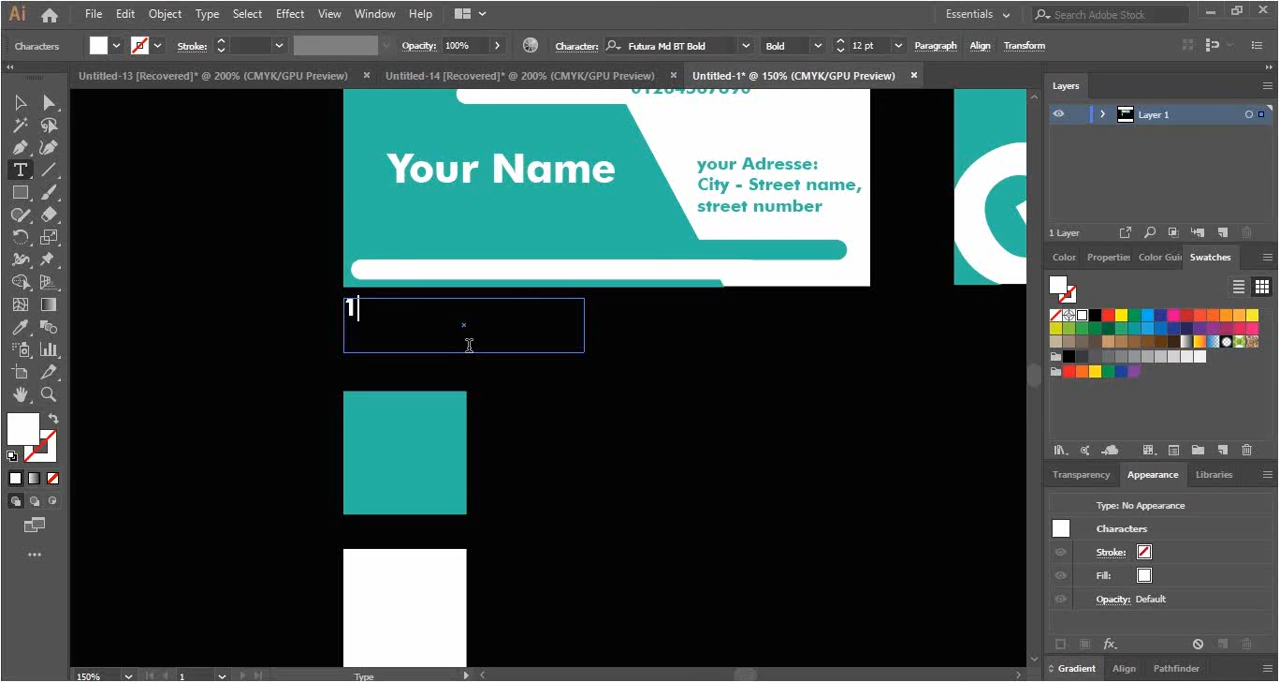 Ai File Edit Object Type Select Effect View Window Help Essentials Search Adobe Stock
Characters Stroke: Opacity: 100% Character: Futura Md BT Bold Bold 12 pt Paragraph Align Transform
Untitled-13 [Recovered]* @ 200% (CMYK/GPU Preview) × Untitled-14 [Recovered]* @ 200% (CMYK/GPU Preview) × Untitled-1* @ 150% (CMYK/GPU Preview) ×
Layers
Layer 1
1 Layer
Your Name
your Adresse:
City - Street name,
street number
1
Color Properties Color Gui Swatches
Transparency Appearance Libraries
Type: No Appearance
Characters
Stroke:
Fill:
Opacity: Default
fx
Gradient Align Pathfinder
150% 1 Type